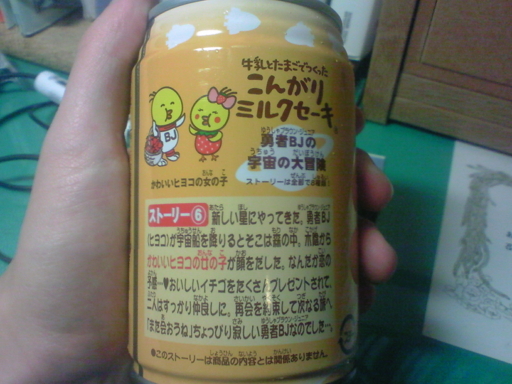 牛乳とたまごでつくった
こんがり
ミルクセーキ
勇者BJの
宇宙の大冒険
ストーリーは全部で
BJ
かわいいヒヨコの女の子
ストーリー⑥ 新しい星にやってきた。勇者BJ
(ヒヨコ)が宇宙船を降りるとそこは森の中。木陰から
かわいいヒヨコの女の子が顔をだした。なんだか恋の
予感…♥おいしいイチゴをたくさんプレゼントされて、
二人はすっかり仲良しに。再会を約束して次なる星へ
「また会おうね」ちょっぴり寂しい勇者BJなのでした…。
●このストーリーは商品の内容とは関係ありません。